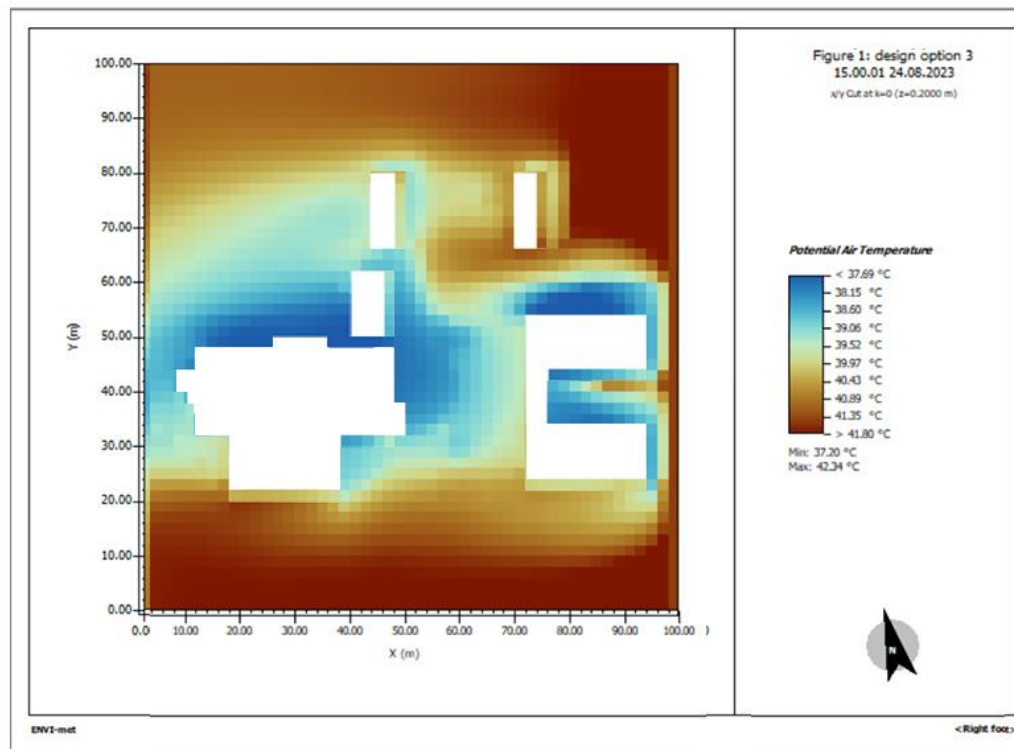 Figure 1: design option 3
15.00.01 24.08.2023
x/y Cut at k=0 (z=0.2000 m)
100.00
90.00
80.00
70.00
60.00
50.00
40.00
30.00
20.00
10.00
0.00
Y (m)
0.0 10.00 20.00 30.00 40.00 50.00 60.00 70.00 80.00 90.00 100.00 )
X (m)
Potential Air Temperature
< 37.69 °C
38.15 °C
38.60 °C
39.06 °C
39.52 °C
39.97 °C
40.43 °C
40.89 °C
41.35 °C
> 41.80 °C
Min: 37.20 °C
Max: 42.34 °C
N
ENVI-met
<Right foot>